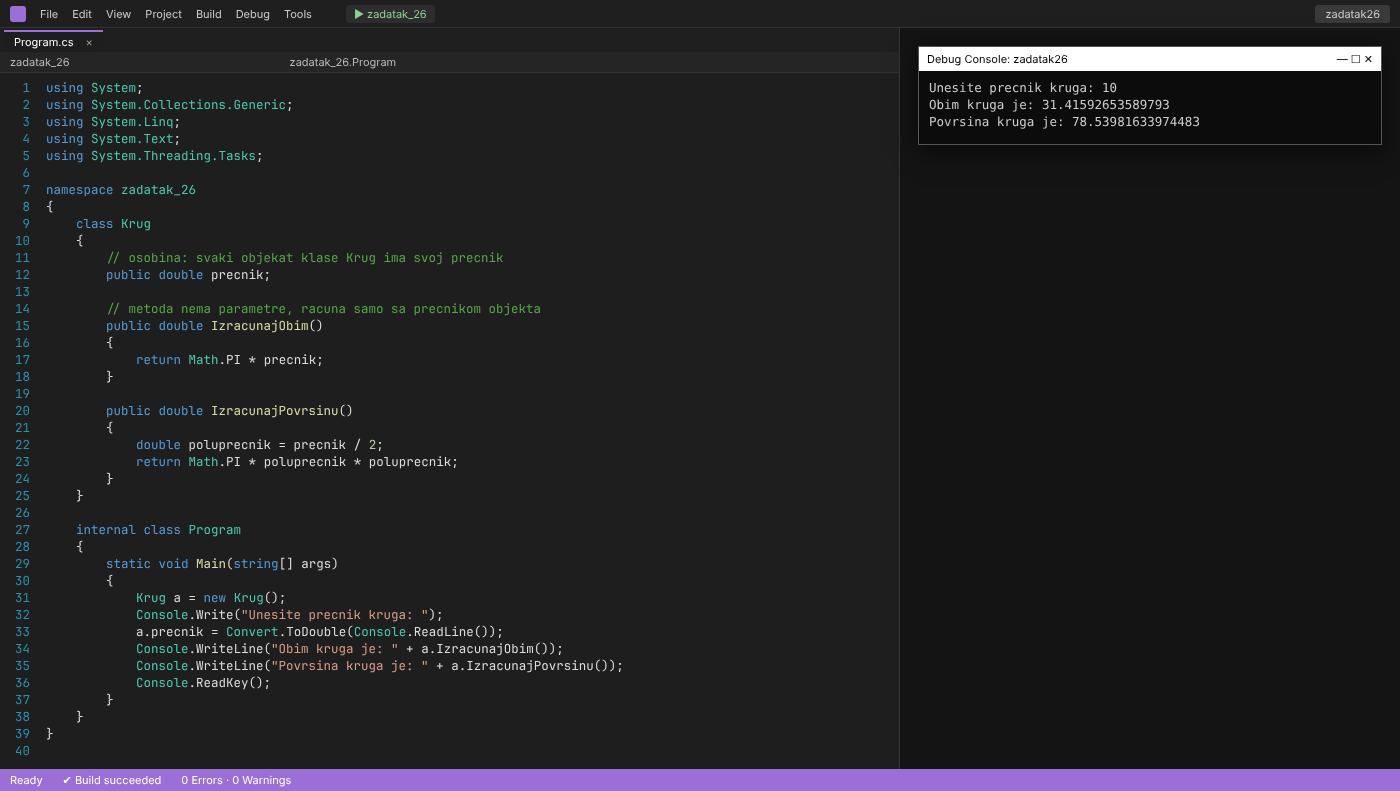 File Edit View Project Build Debug Tools ▶ zadatak_26 zadatak26
Program.cs ×
zadatak_26 zadatak_26.Program
1 using System;
2 using System.Collections.Generic;
3 using System.Linq;
4 using System.Text;
5 using System.Threading.Tasks;
6
7 namespace zadatak_26
8 {
9     class Krug
10     {
11         // osobina: svaki objekat klase Krug ima svoj precnik
12         public double precnik;
13
14         // metoda nema parametre, racuna samo sa precnikom objekta
15         public double IzracunajObim()
16         {
17             return Math.PI * precnik;
18         }
19
20         public double IzracunajPovrsinu()
21         {
22             double poluprecnik = precnik / 2;
23             return Math.PI * poluprecnik * poluprecnik;
24         }
25     }
26
27     internal class Program
28     {
29         static void Main(string[] args)
30         {
31             Krug a = new Krug();
32             Console.Write("Unesite precnik kruga: ");
33             a.precnik = Convert.ToDouble(Console.ReadLine());
34             Console.WriteLine("Obim kruga je: " + a.IzracunajObim());
35             Console.WriteLine("Povrsina kruga je: " + a.IzracunajPovrsinu());
36             Console.ReadKey();
37         }
38     }
39 }
40
Debug Console: zadatak26 — ☐ ✕
Unesite precnik kruga: 10
Obim kruga je: 31.41592653589793
Povrsina kruga je: 78.53981633974483
Ready ✔ Build succeeded 0 Errors · 0 Warnings